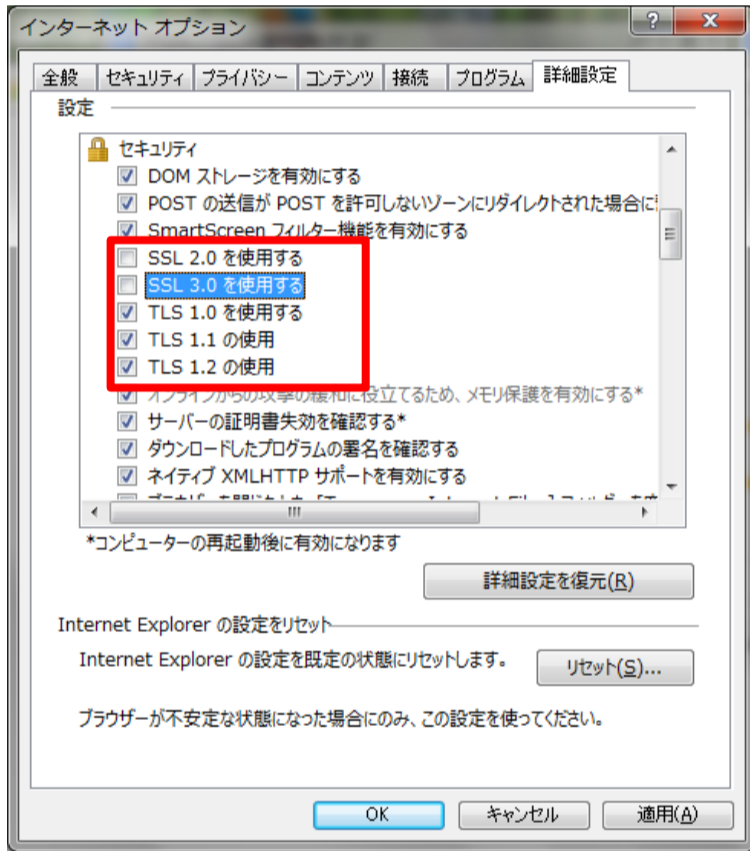 インターネット オプション
全般 セキュリティ プライバシー コンテンツ 接続 プログラム 詳細設定
設定
セキュリティ
DOM ストレージを有効にする
POST の送信が POST を許可しないゾーンにリダイレクトされた場合に
SmartScreen フィルター機能を有効にする
SSL 2.0 を使用する
SSL 3.0 を使用する
TLS 1.0 を使用する
TLS 1.1 の使用
TLS 1.2 の使用
オンラインからの攻撃の緩和に役立てるため、メモリ保護を有効にする*
サーバーの証明書失効を確認する*
ダウンロードしたプログラムの署名を確認する
ネイティブ XMLHTTP サポートを有効にする
*コンピューターの再起動後に有効になります
詳細設定を復元(R)
Internet Explorer の設定をリセット
Internet Explorer の設定を既定の状態にリセットします。
リセット(S)...
ブラウザーが不安定な状態になった場合にのみ、この設定を使ってください。
OK キャンセル 適用(A)